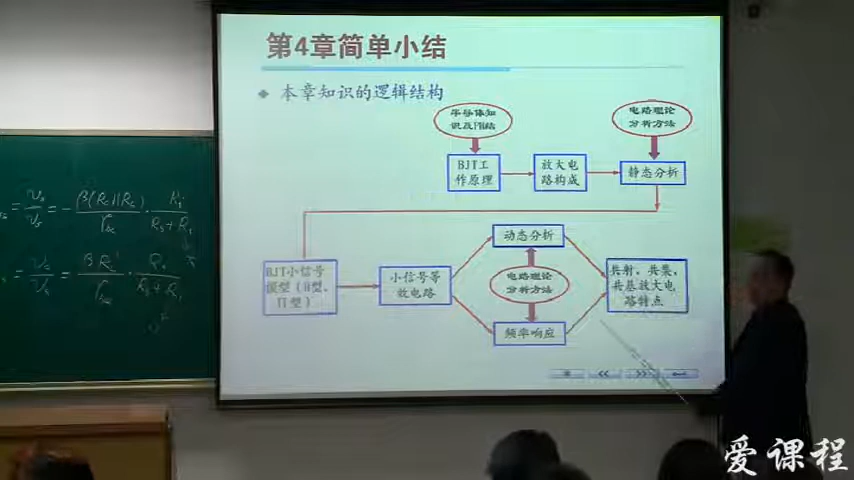 第4章简单小结
◆ 本章知识的逻辑结构
半导体知
识及PN结
电路理论
分析方法
BJT工
作原理
放大电
路构成
静态分析
动态分析
BJT小信号
模型（H型、
Π型）
小信号等
效电路
电路理论
分析方法
共射、共集、
共基放大电
路特点
频率响应
爱课程